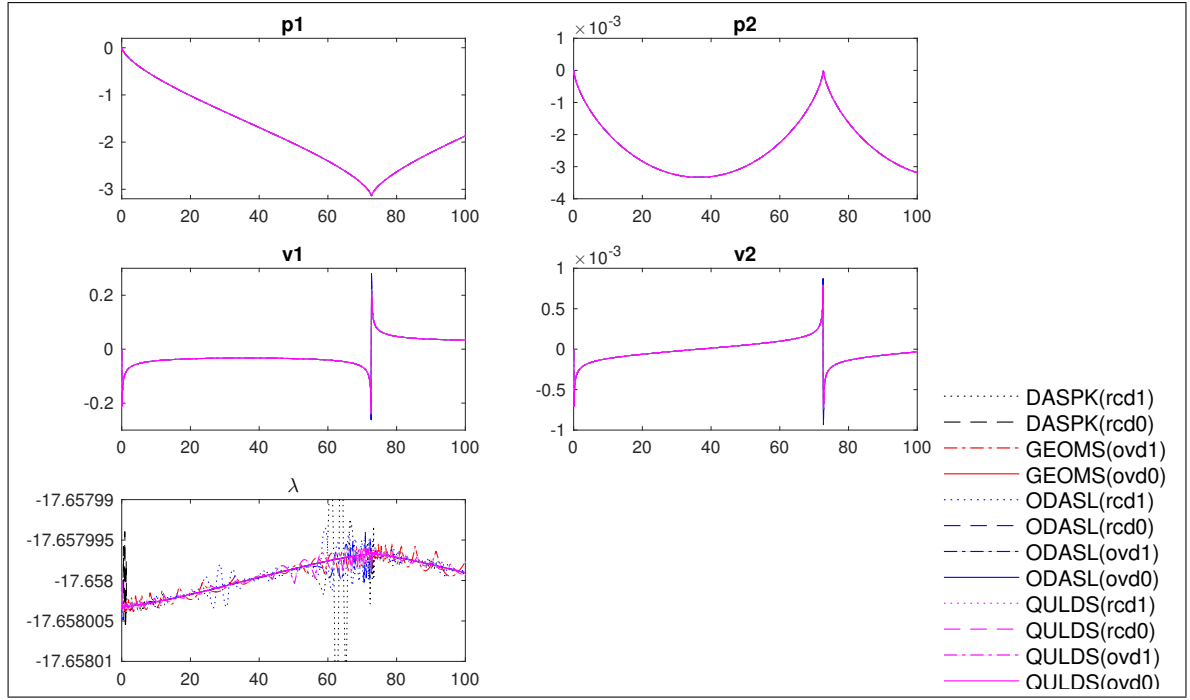 p1
0
-1
-2
-3
0 20 40 60 80 100
p2
×10⁻³
1
0
-1
-2
-3
-4
0 20 40 60 80 100
v1
0.2
0
-0.2
0 20 40 60 80 100
v2
×10⁻³
1
0.5
0
-0.5
-1
0 20 40 60 80 100
λ
-17.65799
-17.657995
-17.658
-17.658005
-17.65801
0 20 40 60 80 100
DASPK(rcd1)
DASPK(rcd0)
GEOMS(ovd1)
GEOMS(ovd0)
ODASL(rcd1)
ODASL(rcd0)
ODASL(ovd1)
ODASL(ovd0)
QULDS(rcd1)
QULDS(rcd0)
QULDS(ovd1)
QULDS(ovd0)